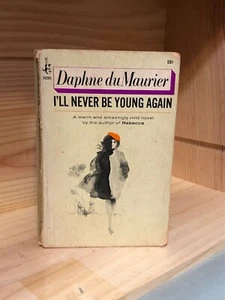 50¢
Daphne du Maurier
I'LL NEVER BE YOUNG AGAIN
A warm and amazingly vivid novel
by the author of Rebecca